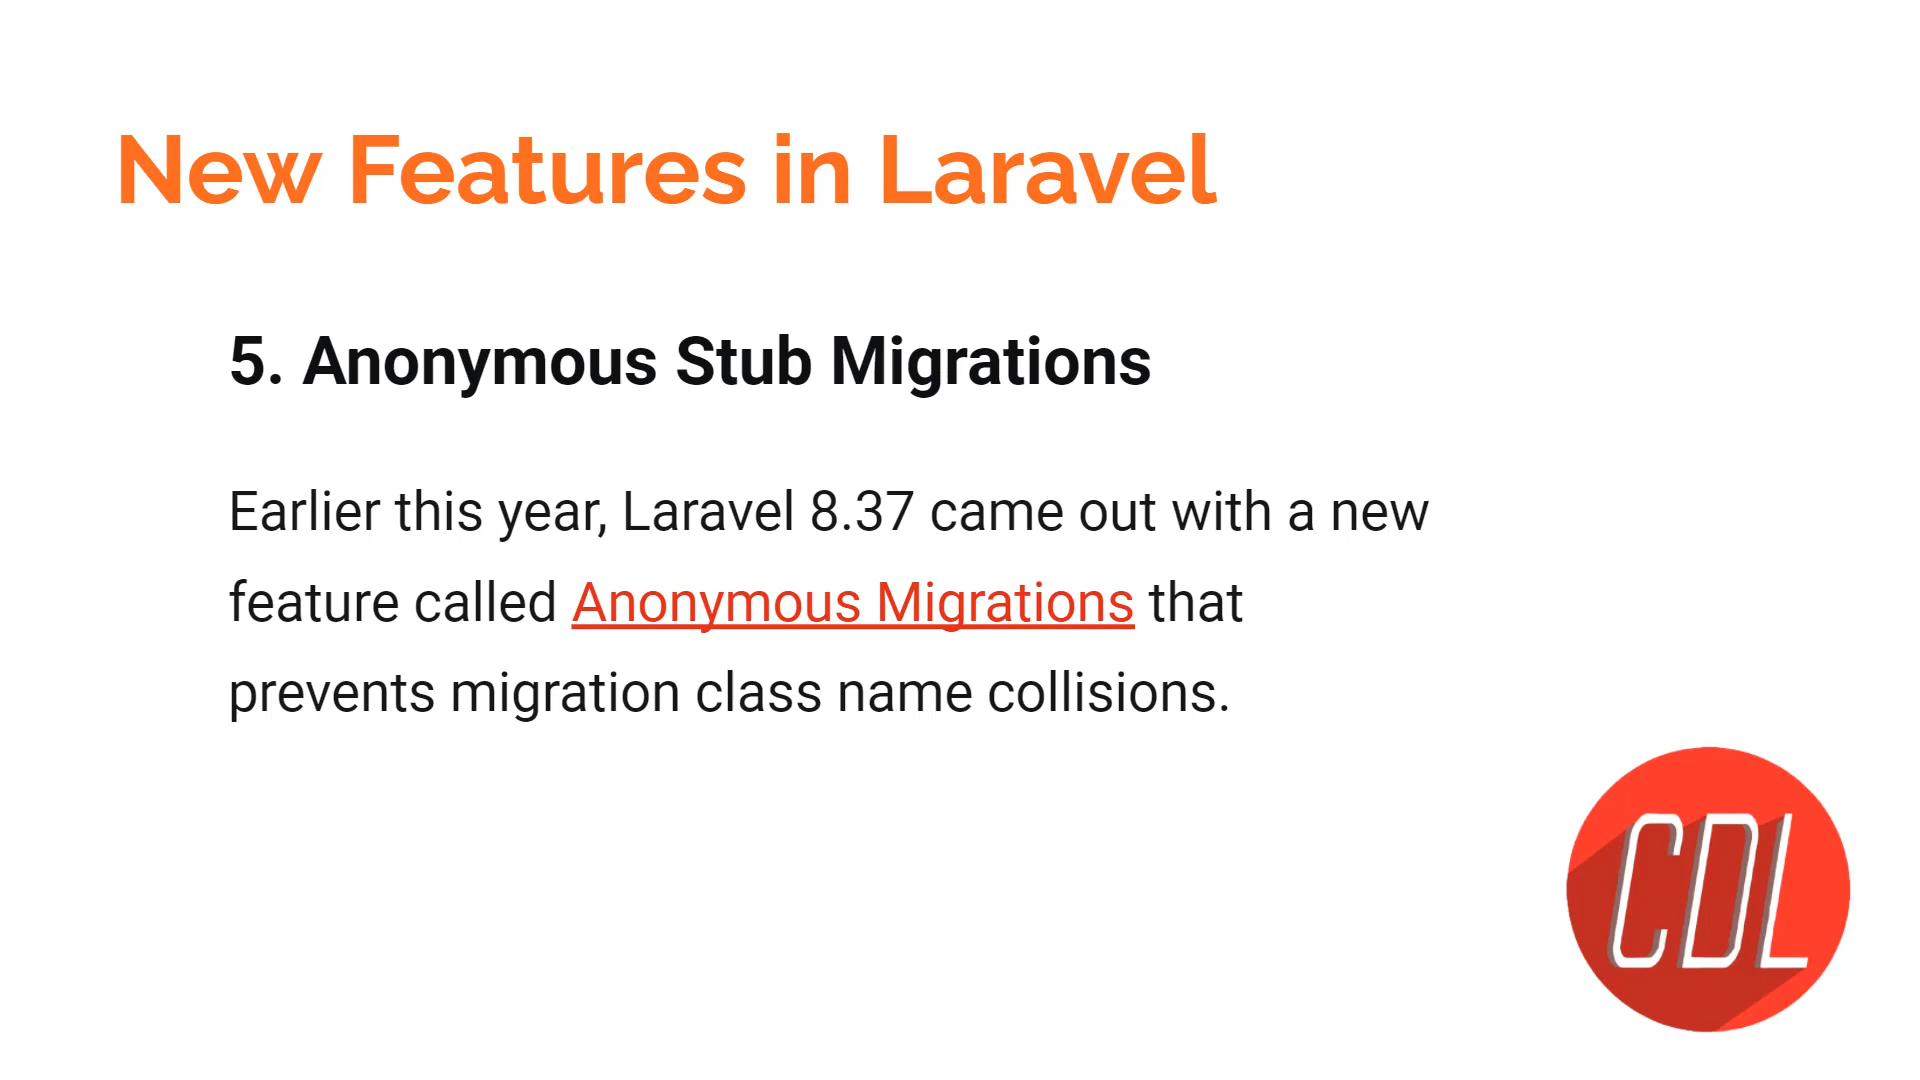 New Features in Laravel
5. Anonymous Stub Migrations
Earlier this year, Laravel 8.37 came out with a new
feature called Anonymous Migrations that
prevents migration class name collisions.
CDL